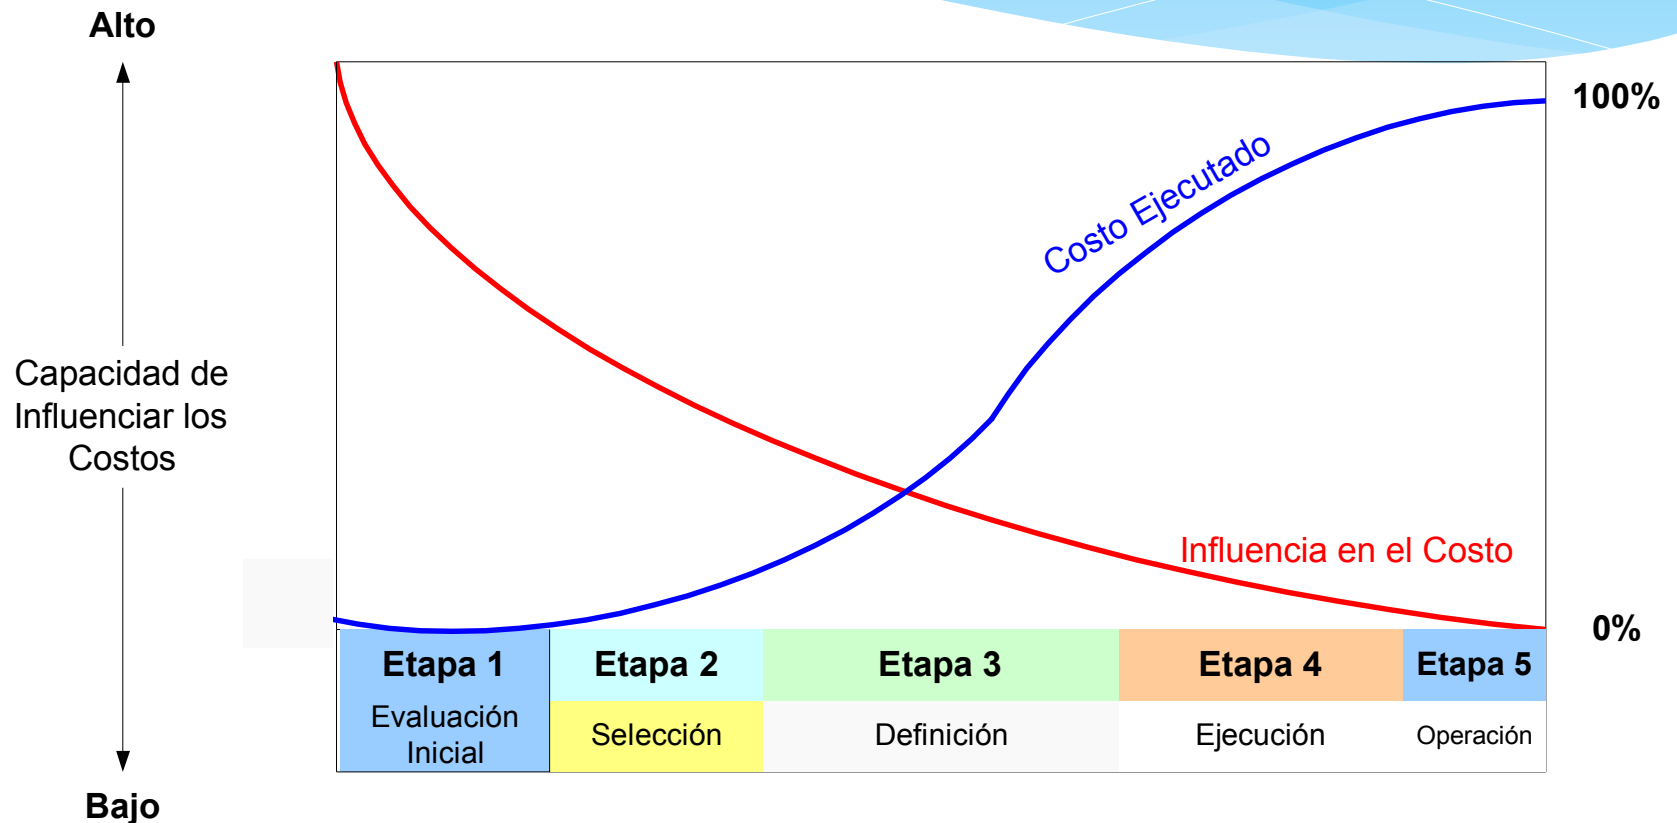 Alto
100%
Costo Ejecutado
Capacidad de
Influenciar los
Costos
Influencia en el Costo
0%
Etapa 1
Etapa 2
Etapa 3
Etapa 4
Etapa 5
Evaluación
Inicial
Selección
Definición
Ejecución
Operación
Bajo